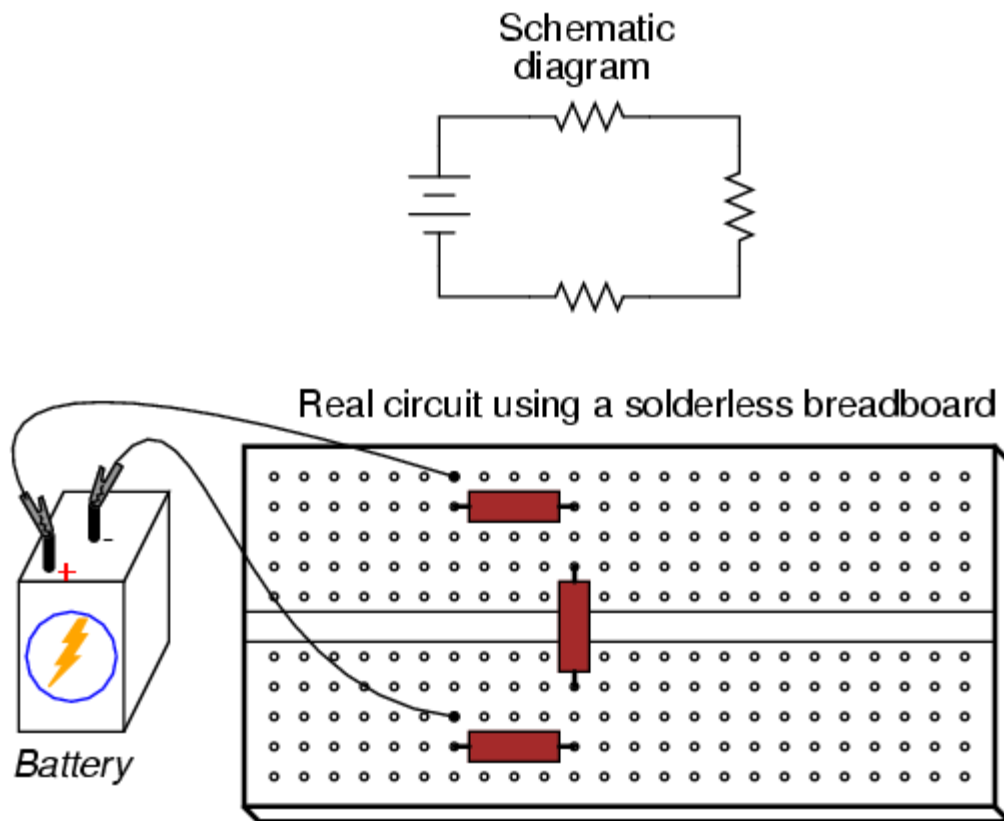 Schematic
diagram
Real circuit using a solderless breadboard
-
+
Battery